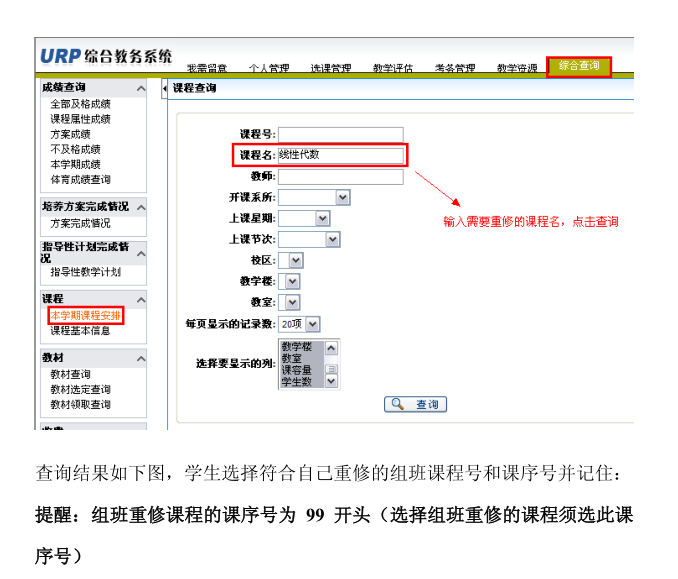 URP 综合教务系统
我需留意 个人管理 选课管理 教学评估 考务管理 教学资源 综合查询
成绩查询
全部及格成绩
课程属性成绩
方案成绩
不及格成绩
本学期成绩
体育成绩查询
培养方案完成情况
方案完成情况
指导性计划完成情
况
指导性教学计划
课程
本学期课程安排
课程基本信息
教材
教材查询
教材选定查询
教材领取查询
课程查询
课程号:
课程名: 线性代数
教师:
开课系所:
上课星期:
上课节次:
校区:
教学楼:
教室:
每页显示的记录数: 20项
选择要显示的列:
教学楼
教室
课容量
学生数
查询
输入需要重修的课程名，点击查询
查询结果如下图，学生选择符合自己重修的组班课程号和课序号并记住：
提醒：组班重修课程的课序号为 99 开头（选择组班重修的课程须选此课
序号）